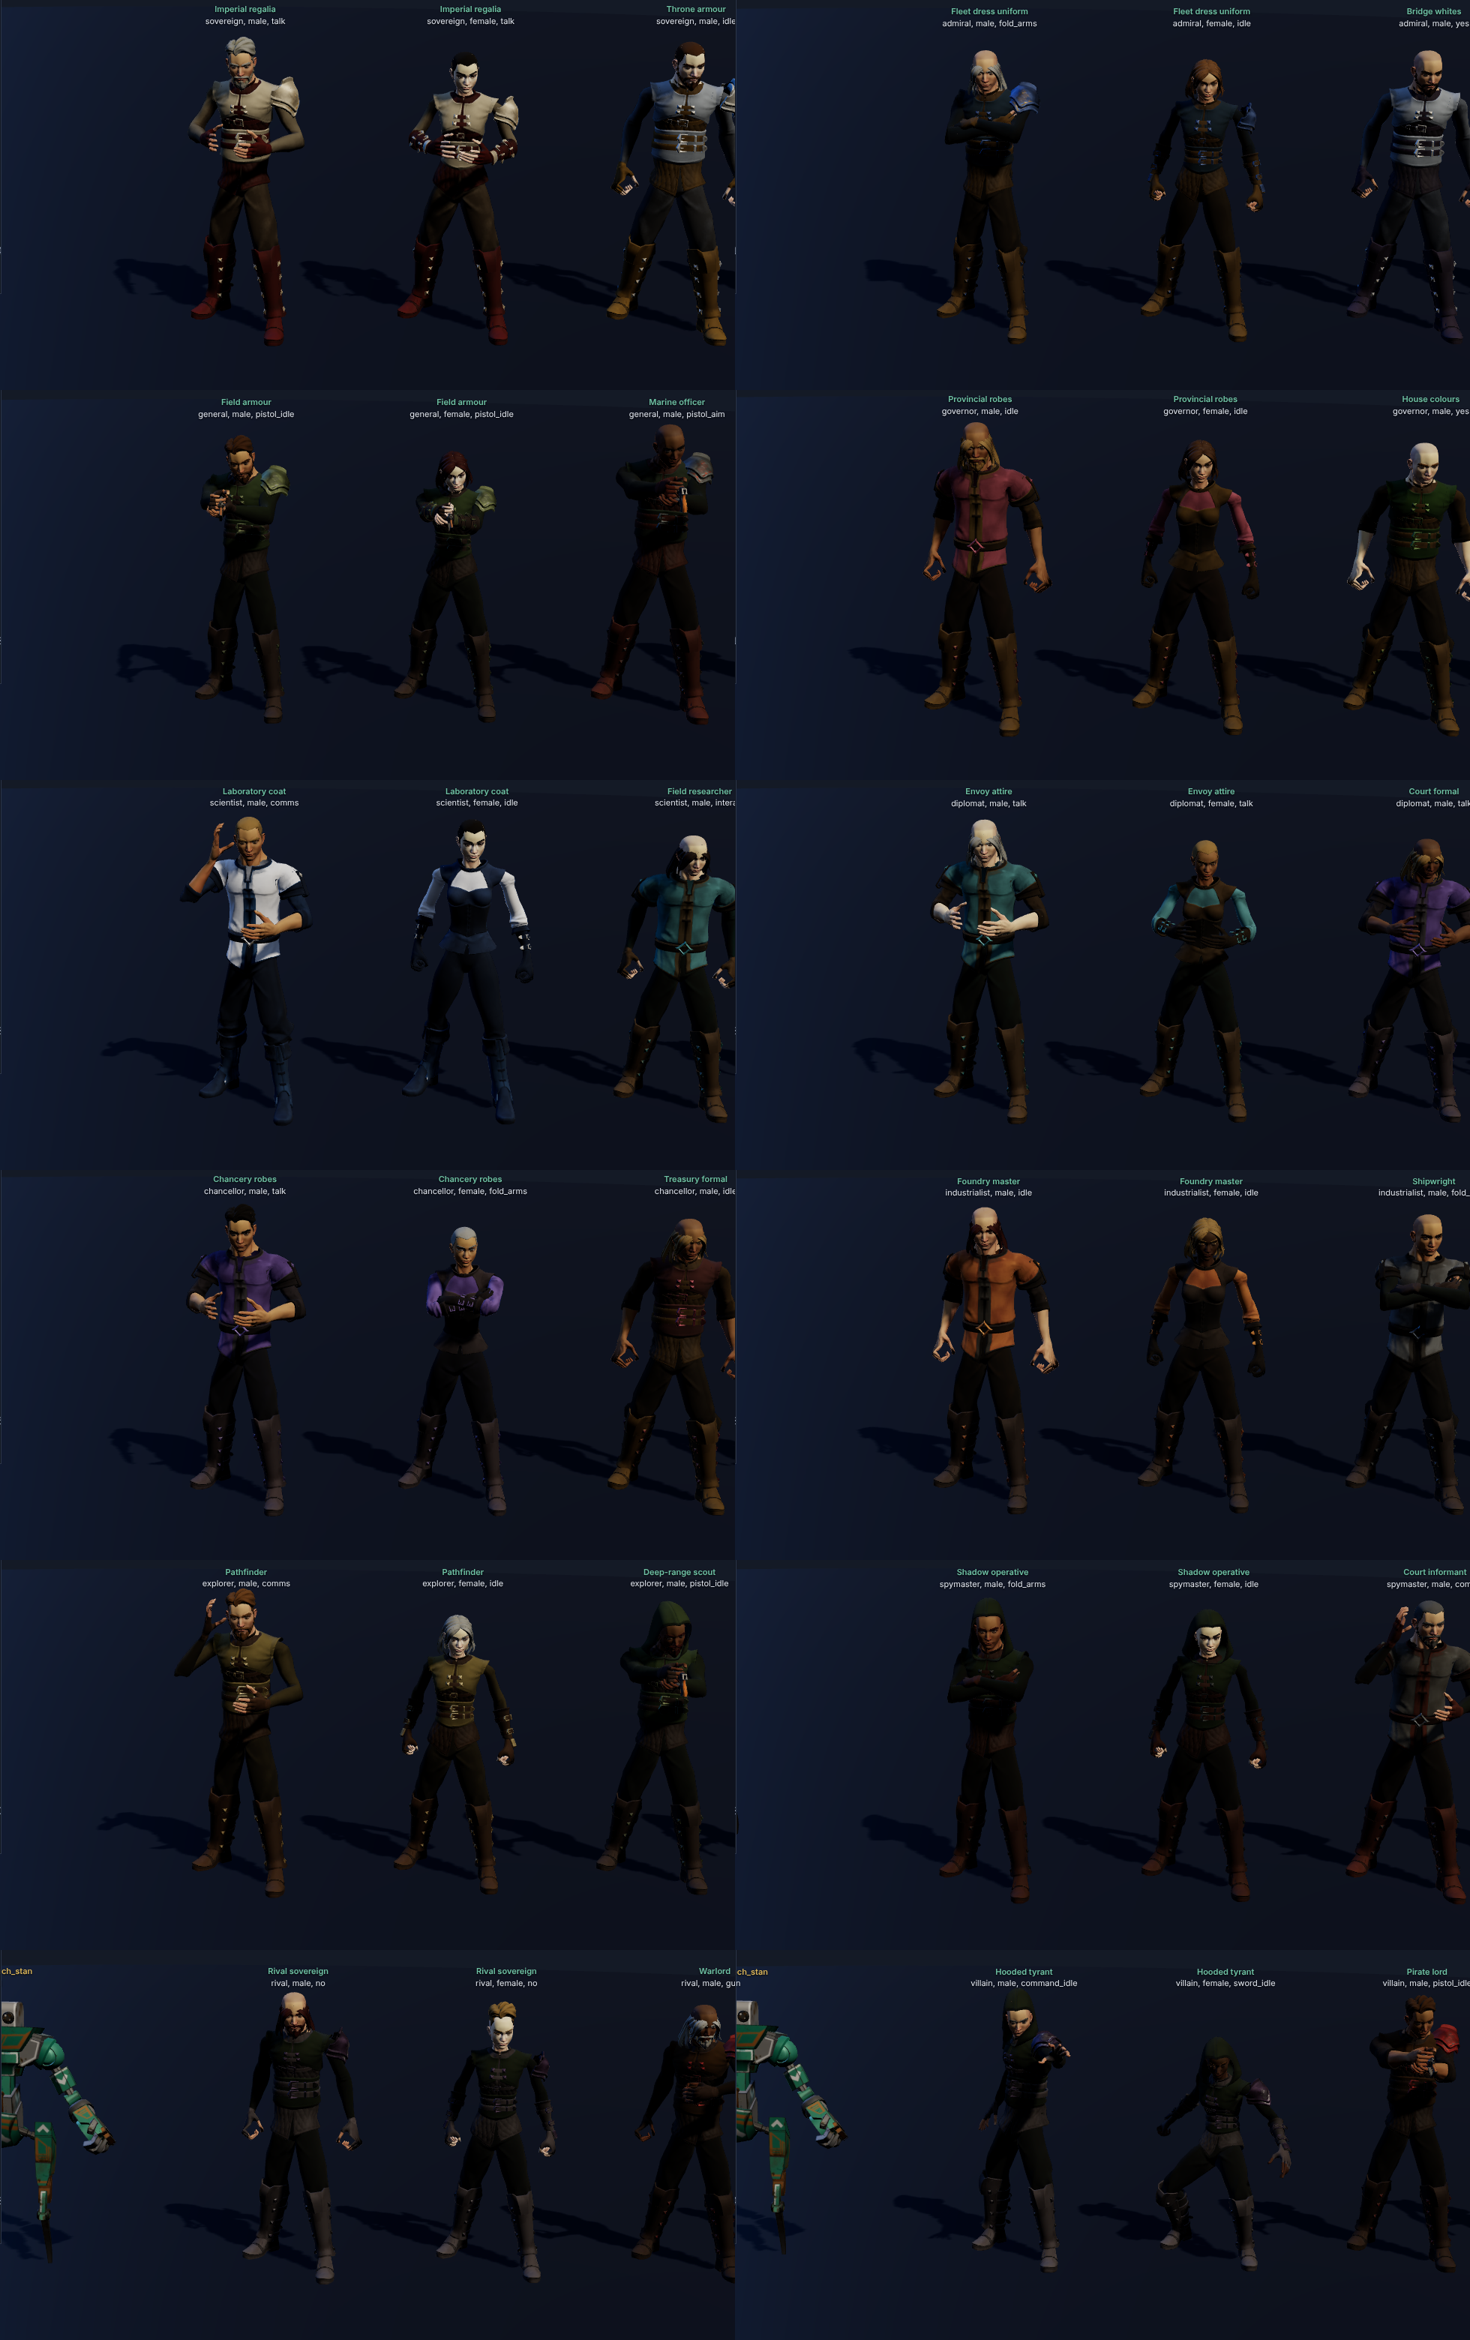 Imperial regalia
sovereign, male, talk
Imperial regalia
sovereign, female, talk
Throne armour
sovereign, male, idle
Fleet dress uniform
admiral, male, fold_arms
Fleet dress uniform
admiral, female, idle
Bridge whites
admiral, male, yes
Field armour
general, male, pistol_idle
Field armour
general, female, pistol_idle
Marine officer
general, male, pistol_aim
Provincial robes
governor, male, idle
Provincial robes
governor, female, idle
House colours
governor, male, yes
Laboratory coat
scientist, male, comms
Laboratory coat
scientist, female, idle
Field researcher
scientist, male, intera
Envoy attire
diplomat, male, talk
Envoy attire
diplomat, female, talk
Court formal
diplomat, male, talk
Chancery robes
chancellor, male, talk
Chancery robes
chancellor, female, fold_arms
Treasury formal
chancellor, male, idle
Foundry master
industrialist, male, idle
Foundry master
industrialist, female, idle
Shipwright
industrialist, male, fold_
Pathfinder
explorer, male, comms
Pathfinder
explorer, female, idle
Deep-range scout
explorer, male, pistol_idle
Shadow operative
spymaster, male, fold_arms
Shadow operative
spymaster, female, idle
Court informant
spymaster, male, com
ch_stan
Rival sovereign
rival, male, no
Rival sovereign
rival, female, no
Warlord
rival, male, gun
ch_stan
Hooded tyrant
villain, male, command_idle
Hooded tyrant
villain, female, sword_idle
Pirate lord
villain, male, pistol_idle